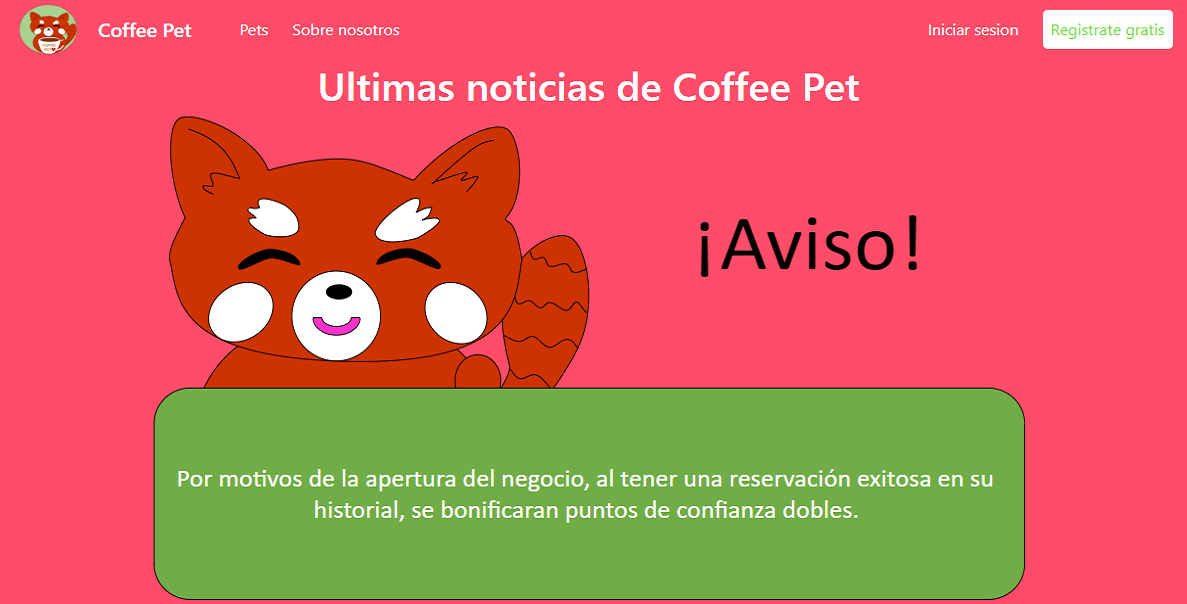 Coffee Pet
Pets
Sobre nosotros
Iniciar sesion
Registrate gratis
Ultimas noticias de Coffee Pet
¡Aviso!
Por motivos de la apertura del negocio, al tener una reservación exitosa en su
historial, se bonificaran puntos de confianza dobles.